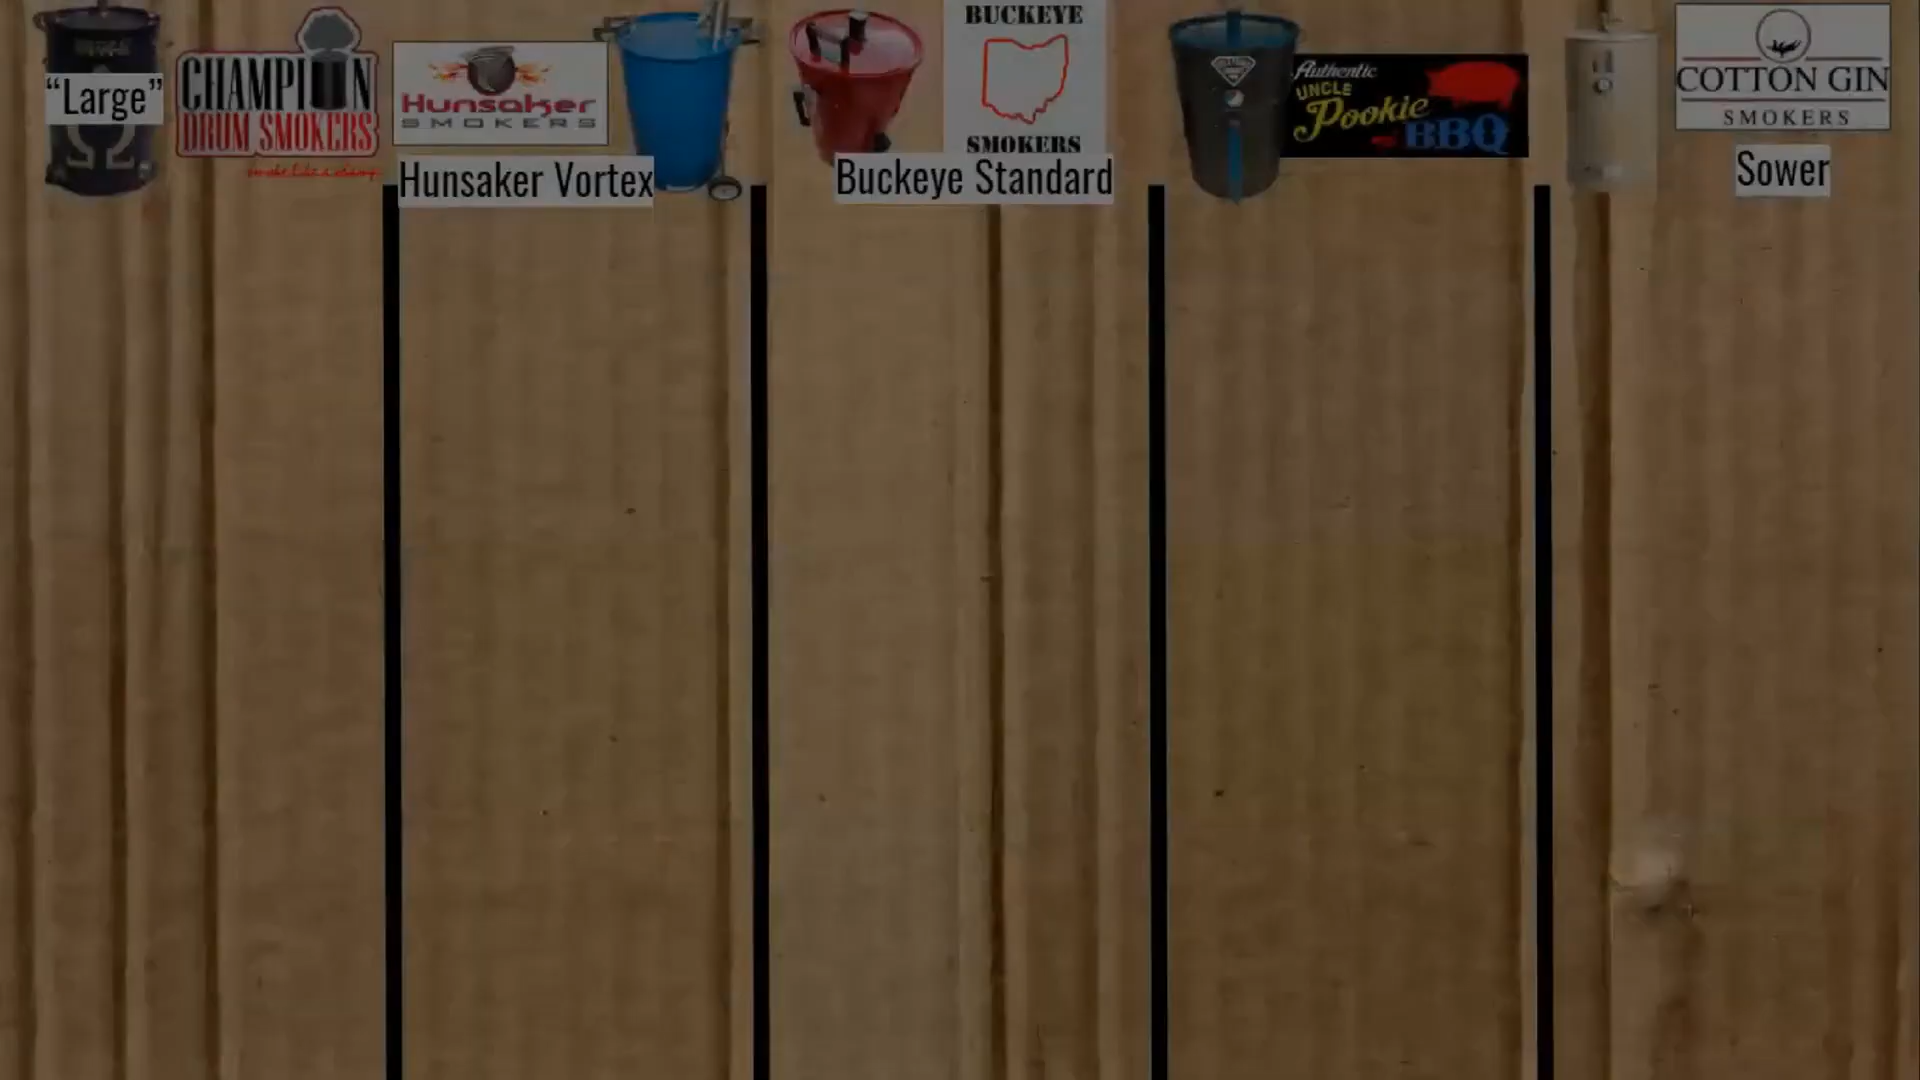 “Large”
CHAMPION
DRUM SMOKERS
Hunsaker
SMOKERS
Hunsaker Vortex
BUCKEYE
SMOKERS
Buckeye Standard
Authentic
UNCLE
Pookie
BBQ
COTTON GIN
SMOKERS
Sower